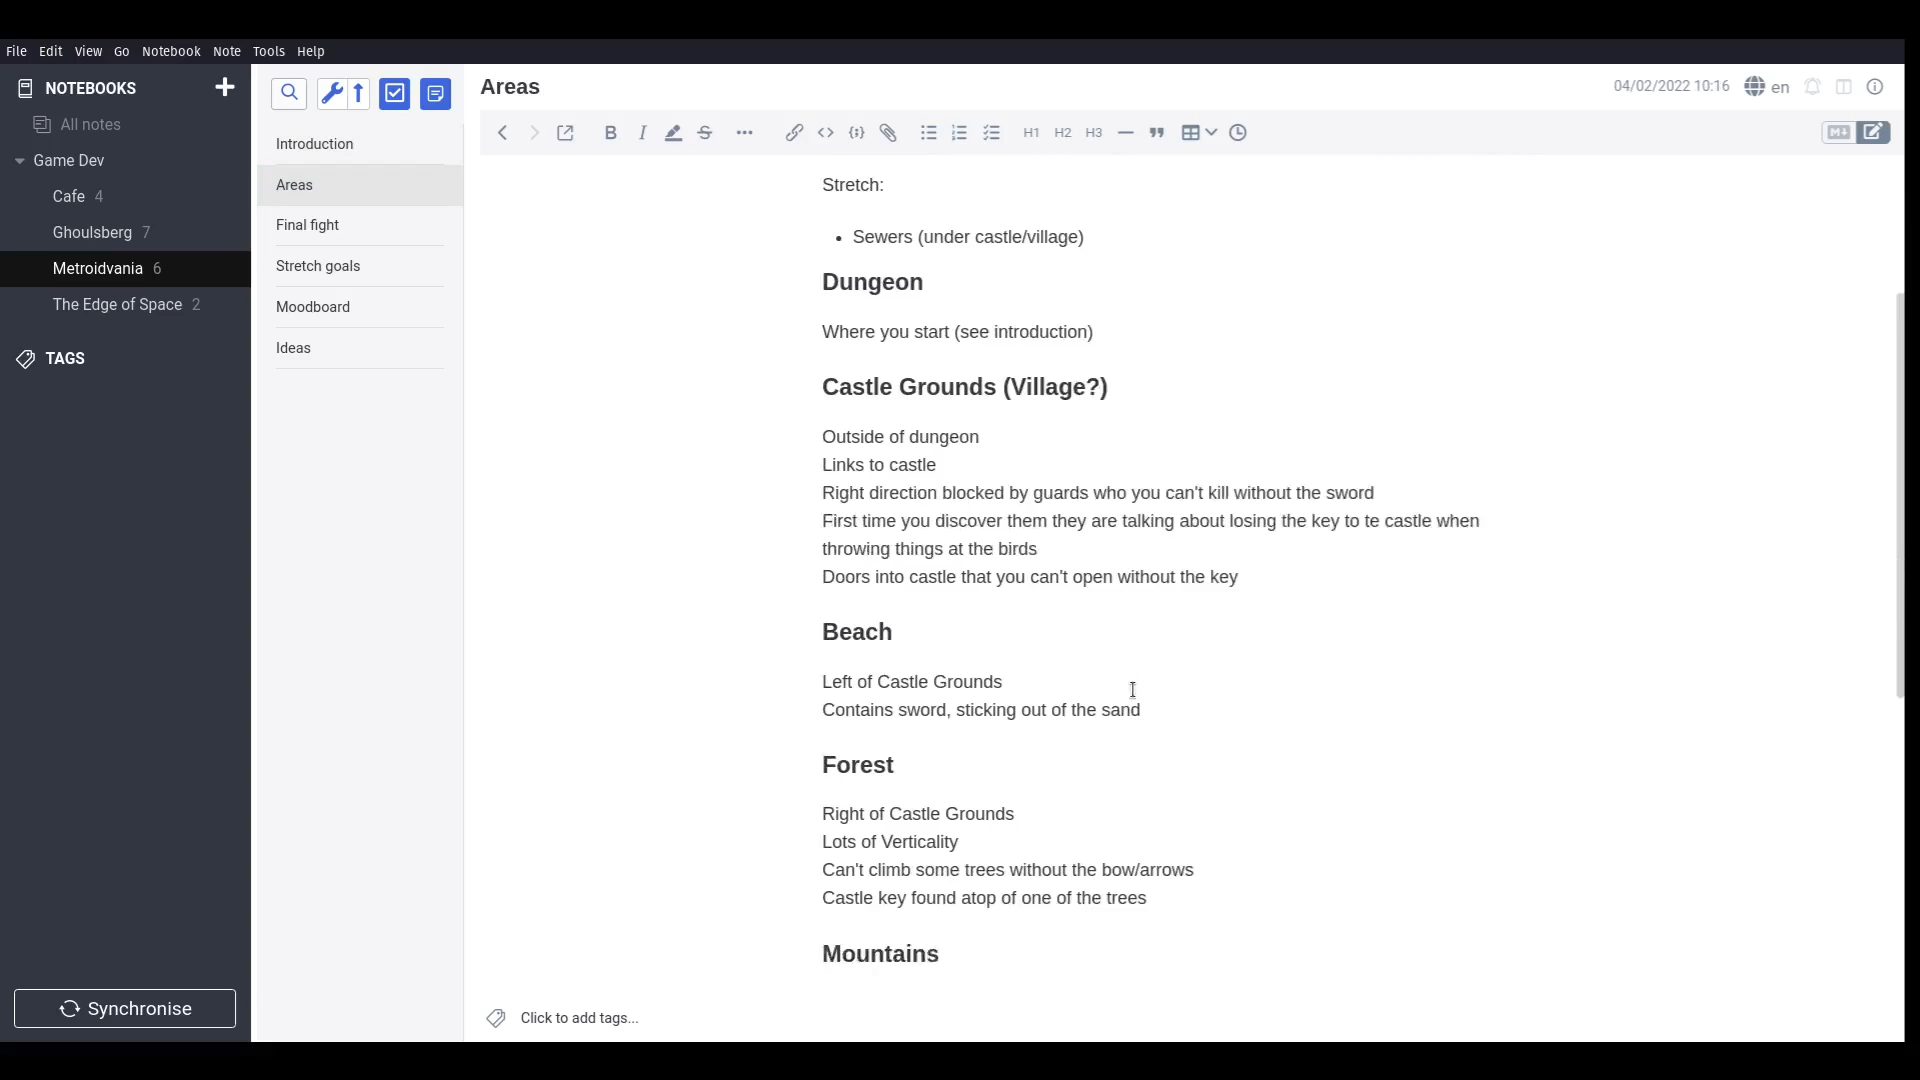 File Edit View Go Notebook Note Tools Help
NOTEBOOKS
All notes
Game Dev
Cafe 4
Ghoulsberg 7
Metroidvania 6
The Edge of Space 2
TAGS
Synchronise
Introduction
Areas
Final fight
Stretch goals
Moodboard
Ideas
Areas
04/02/2022 10:16
en
B I S H1 H2 H3
Stretch:
• Sewers (under castle/village)
Dungeon
Where you start (see introduction)
Castle Grounds (Village?)
Outside of dungeon
Links to castle
Right direction blocked by guards who you can't kill without the sword
First time you discover them they are talking about losing the key to te castle when
throwing things at the birds
Doors into castle that you can't open without the key
Beach
Left of Castle Grounds
Contains sword, sticking out of the sand
Forest
Right of Castle Grounds
Lots of Verticality
Can't climb some trees without the bow/arrows
Castle key found atop of one of the trees
Mountains
Click to add tags...